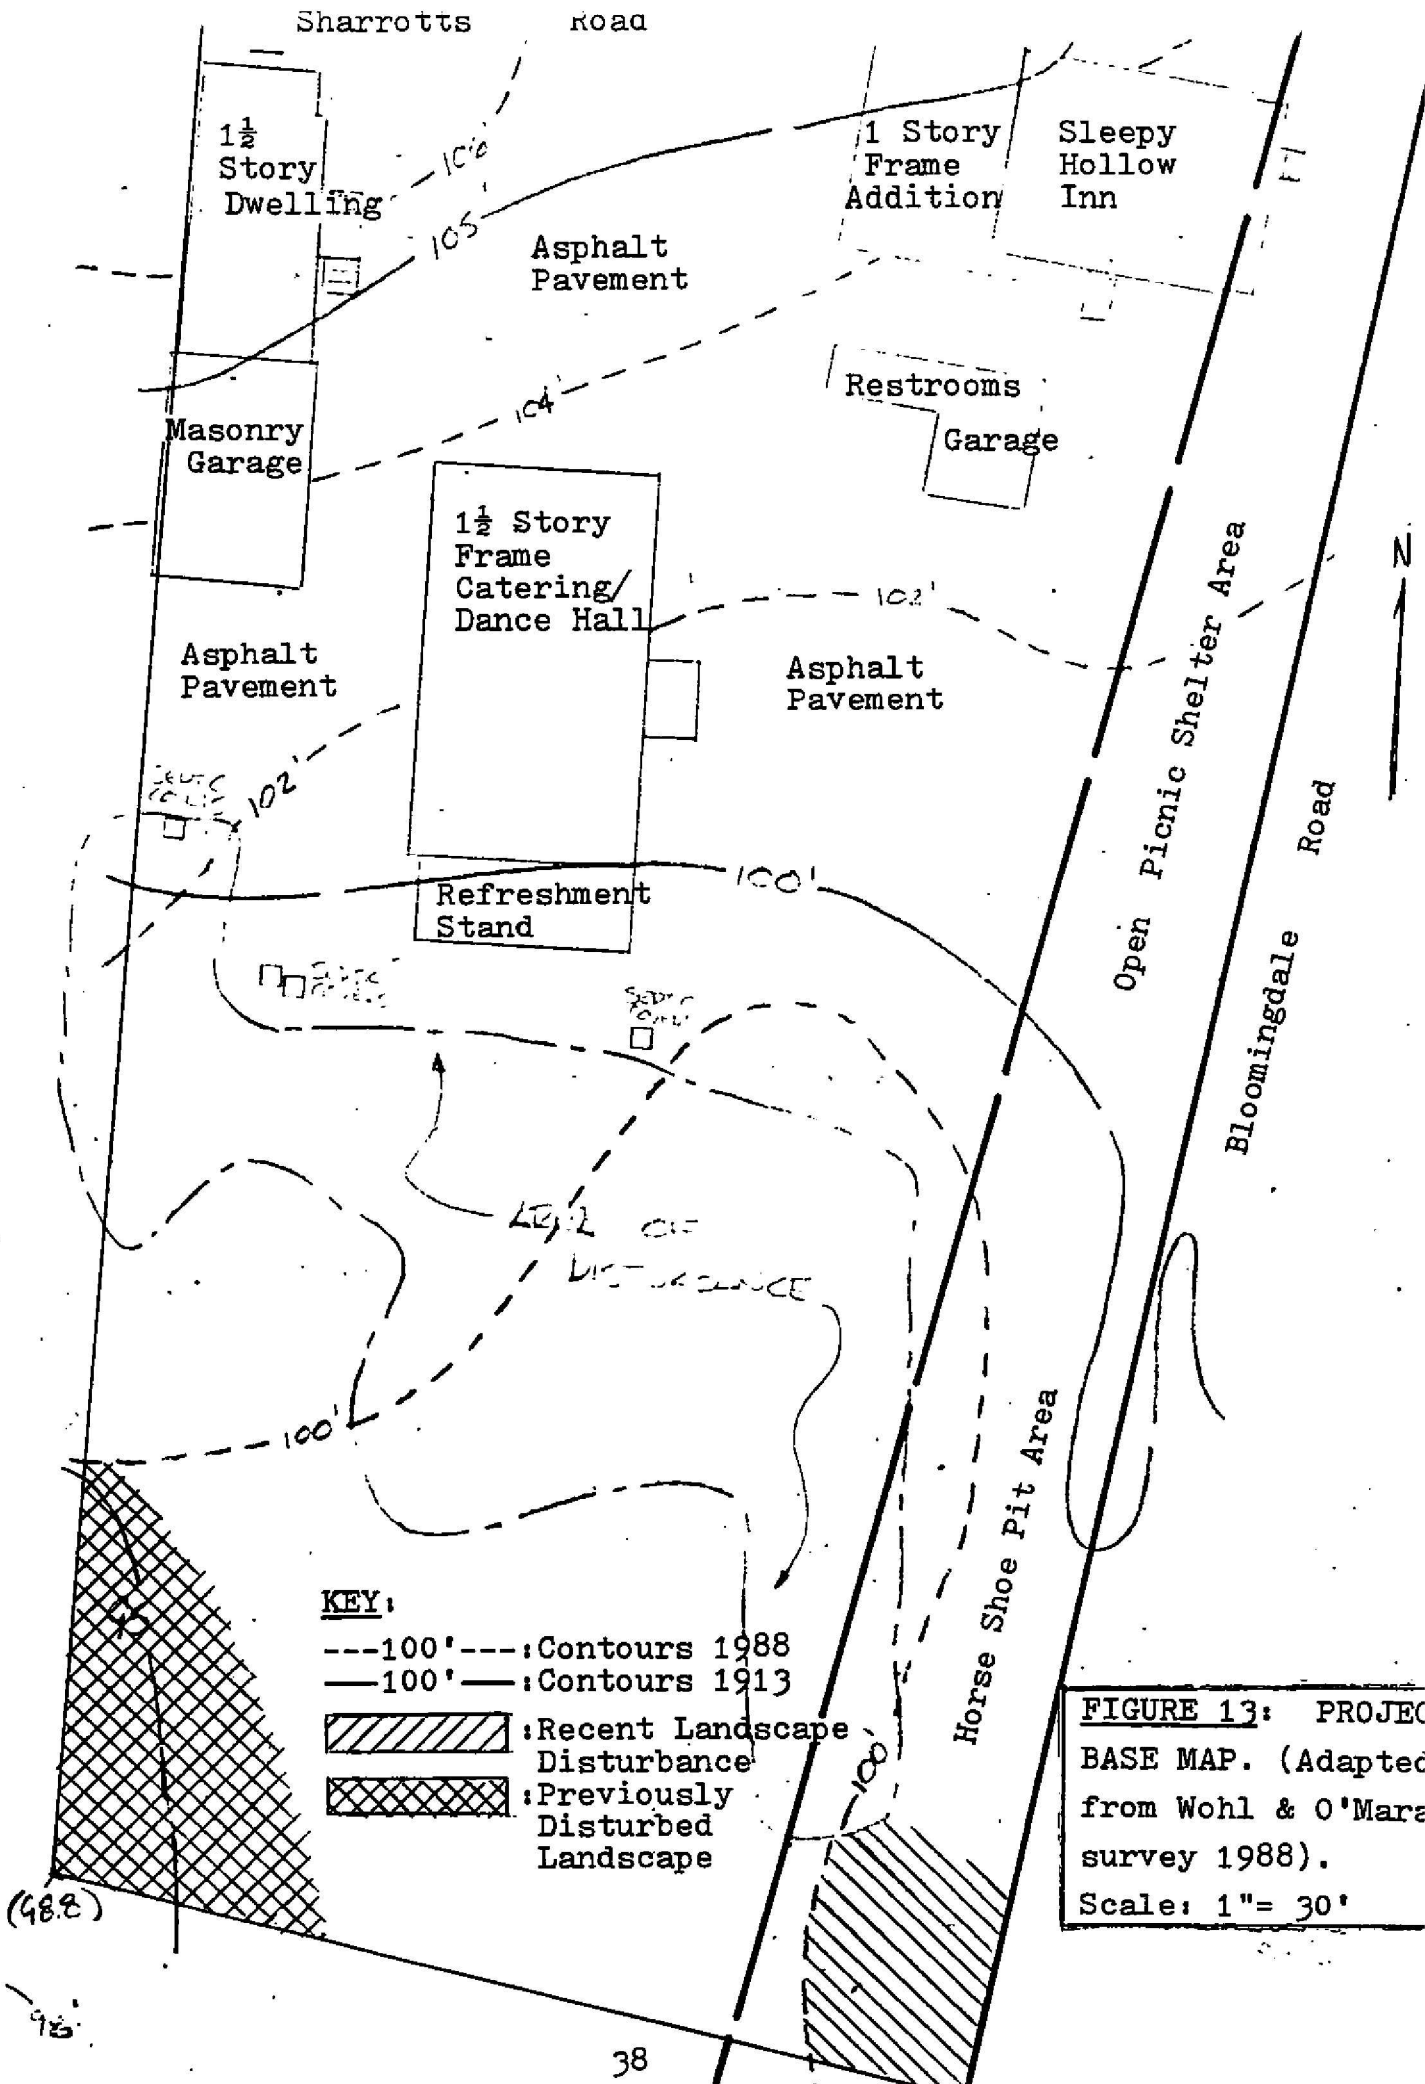 Sharrotts Road
1½
Story
Dwelling
106'
105'
Asphalt
Pavement
1 Story
Frame
Addition
Sleepy
Hollow
Inn
104'
Restrooms
Garage
Masonry
Garage
1½ Story
Frame
Catering/
Dance Hall
102'
Asphalt
Pavement
Asphalt
Pavement
N
Open Picnic Shelter Area
Bloomingdale Road
102'
100'
Refreshment
Stand
OF
100'
Horse Shoe Pit Area
KEY:
---100'---:Contours 1988
—100'—:Contours 1913
:Recent Landscape
Disturbance
:Previously
Disturbed
Landscape
100'
FIGURE 13: PROJEC
BASE MAP. (Adapted
from Wohl & O'Mara
survey 1988).
Scale: 1"= 30'
(98.8)
98'
38